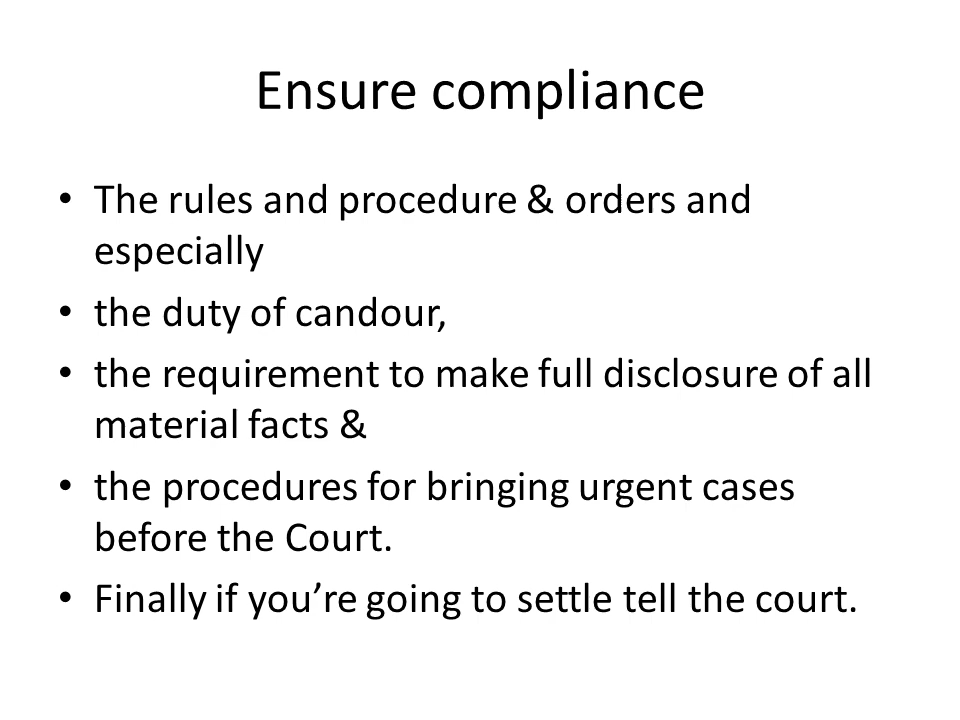 Ensure compliance
• The rules and procedure & orders and
especially
• the duty of candour,
• the requirement to make full disclosure of all
material facts &
• the procedures for bringing urgent cases
before the Court.
• Finally if you’re going to settle tell the court.